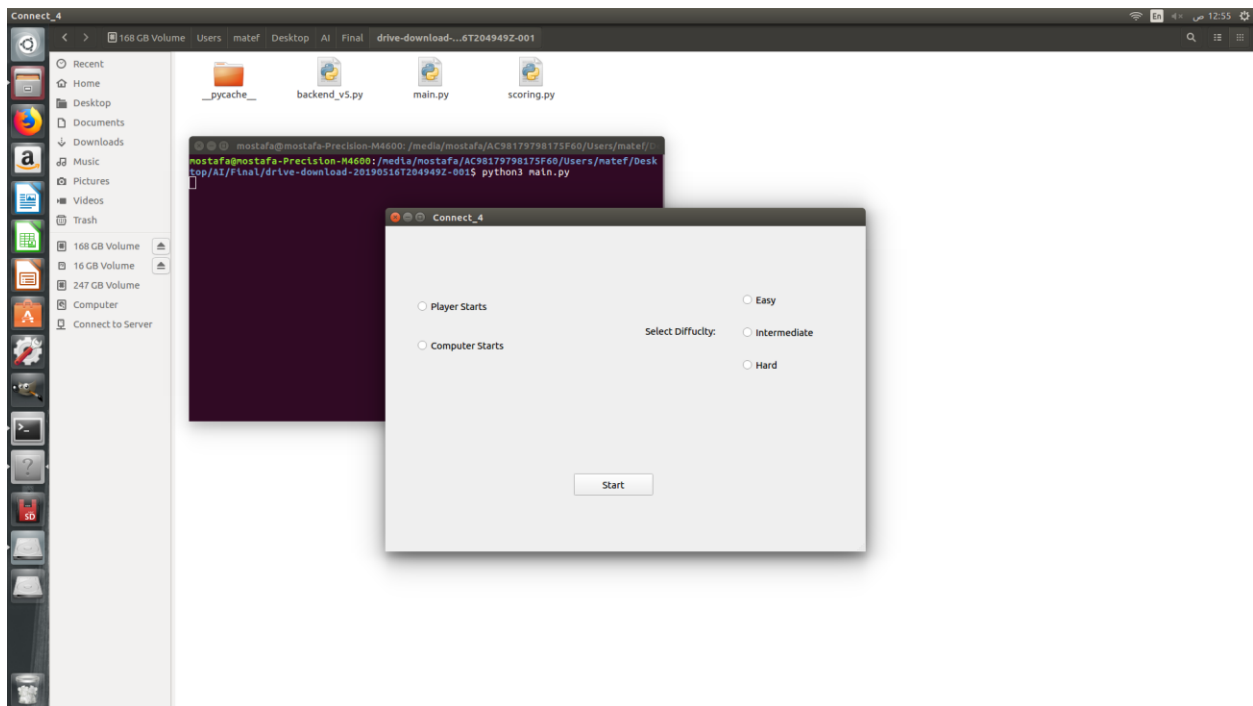 Connect_4
En
12:55 ص
168 GB Volume Users matef Desktop AI Final drive-download-...6T204949Z-001
Recent
Home
Desktop
Documents
Downloads
Music
Pictures
Videos
Trash
168 GB Volume
16 GB Volume
247 GB Volume
Computer
Connect to Server
__pycache__
backend_v5.py
main.py
scoring.py
mostafa@mostafa-Precision-M4600: /media/mostafa/AC98179798175F60/Users/matef/D
mostafa@mostafa-Precision-M4600:/media/mostafa/AC98179798175F60/Users/matef/Desk
top/AI/Final/drive-download-20190516T204949Z-001$ python3 main.py
Connect_4
Player Starts
Computer Starts
Select Diffuclty:
Easy
Intermediate
Hard
Start
a
A
>_
?
SD